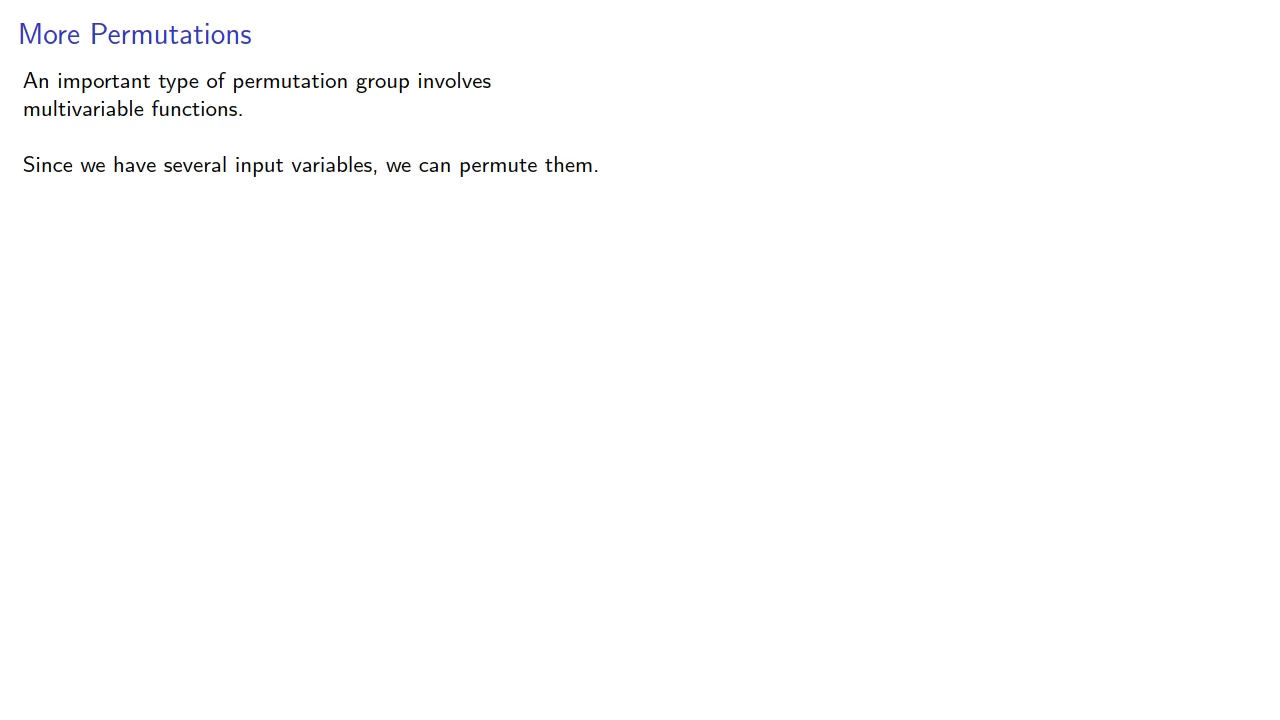 More Permutations
An important type of permutation group involves
multivariable functions.
Since we have several input variables, we can permute them.